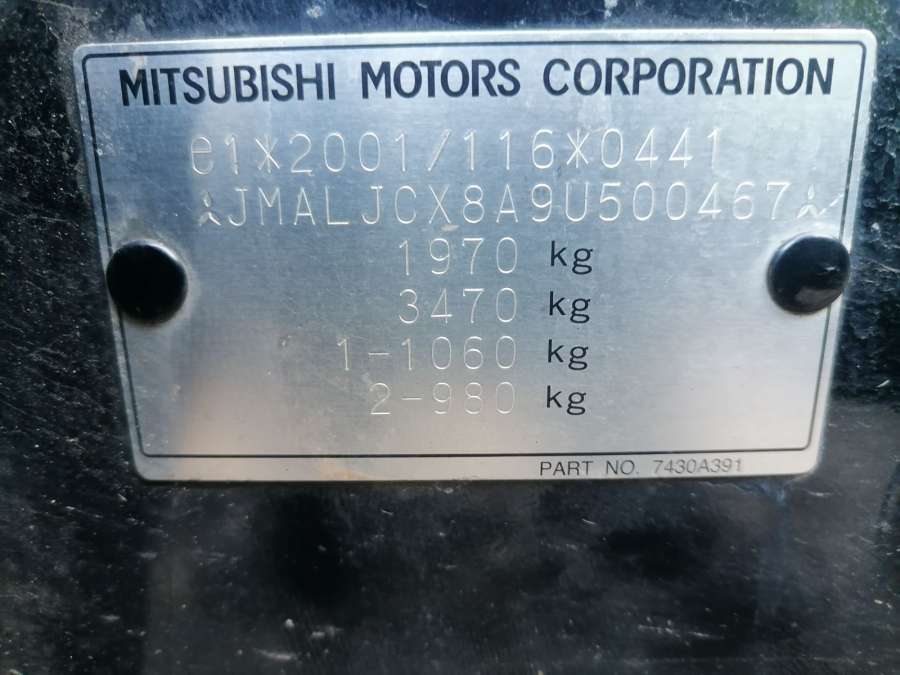 MITSUBISHI MOTORS CORPORATION
e1*2001/116*0441
JMALJCX8A9U500467
1970 kg
3470 kg
1-1060 kg
2-980 kg
PART NO. 7430A391